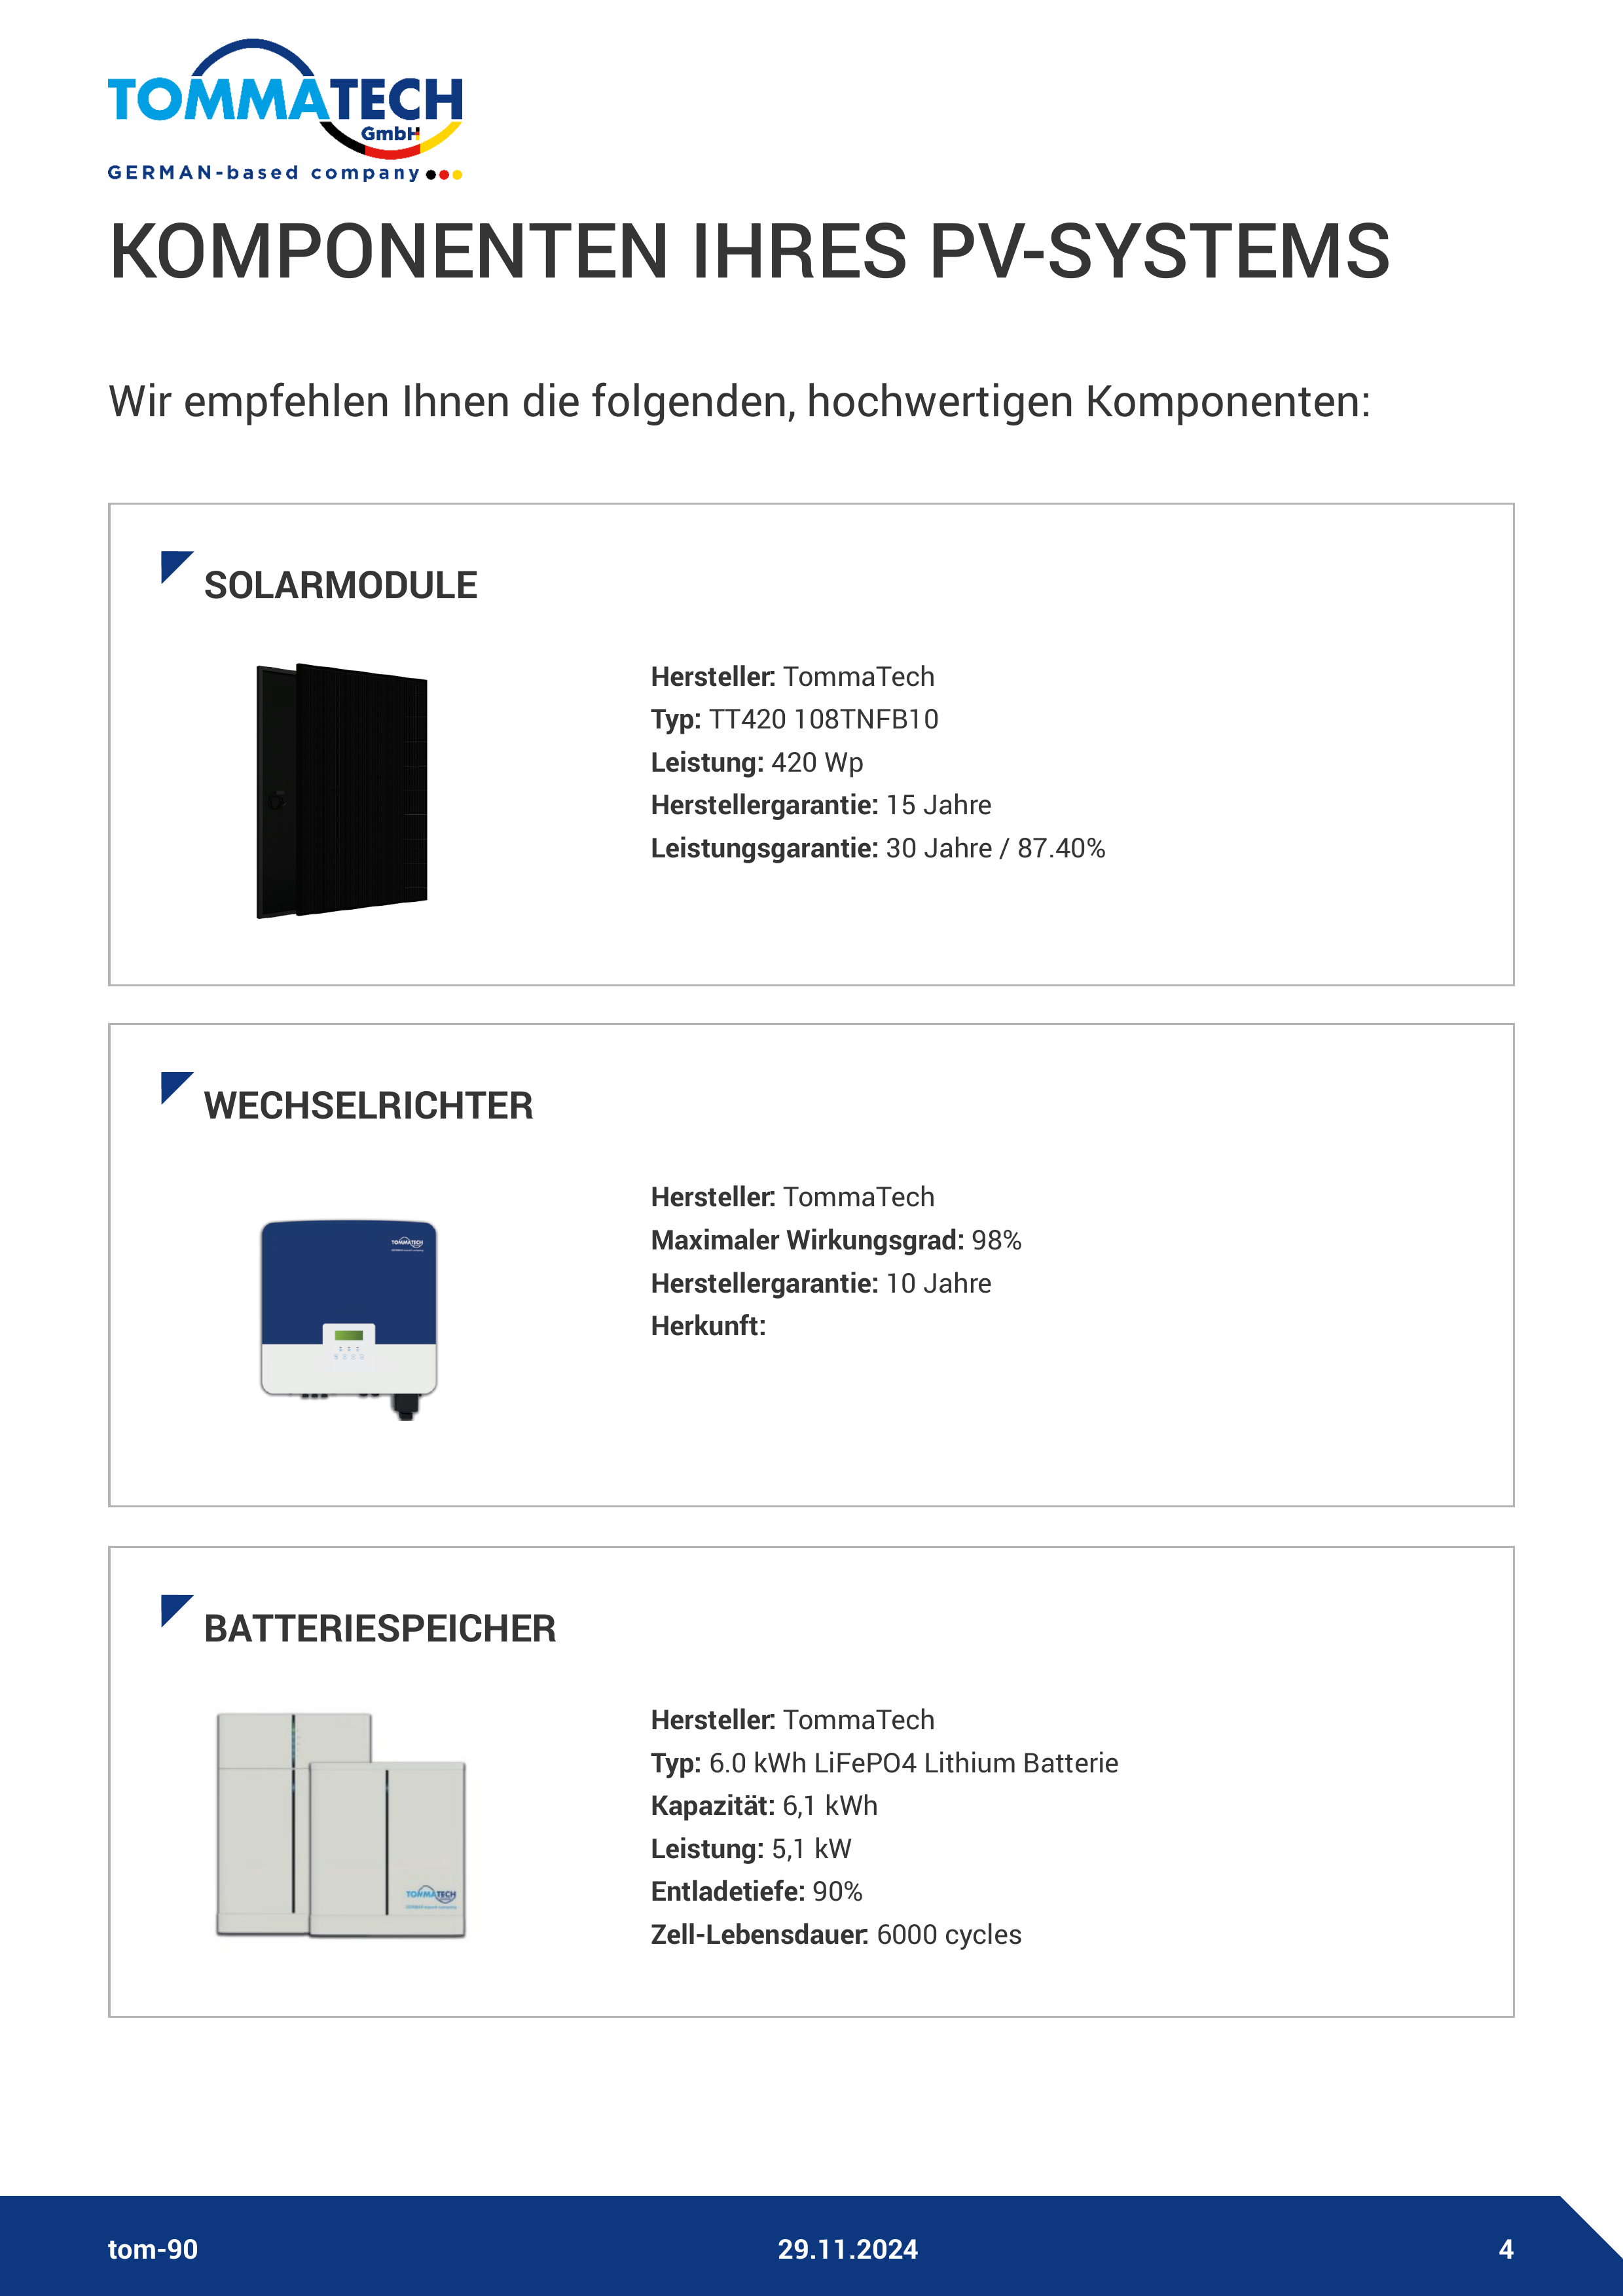 TOMMATECH
GmbH
GERMAN-based company
KOMPONENTEN IHRES PV-SYSTEMS
Wir empfehlen Ihnen die folgenden, hochwertigen Komponenten:
SOLARMODULE
Hersteller: TommaTech
Typ: TT420 108TNFB10
Leistung: 420 Wp
Herstellergarantie: 15 Jahre
Leistungsgarantie: 30 Jahre / 87.40%
WECHSELRICHTER
TOMMATECH
Hersteller: TommaTech
Maximaler Wirkungsgrad: 98%
Herstellergarantie: 10 Jahre
Herkunft:
BATTERIESPEICHER
TOMMATECH
Hersteller: TommaTech
Typ: 6.0 kWh LiFePO4 Lithium Batterie
Kapazität: 6,1 kWh
Leistung: 5,1 kW
Entladetiefe: 90%
Zell-Lebensdauer: 6000 cycles
tom-90
29.11.2024
4